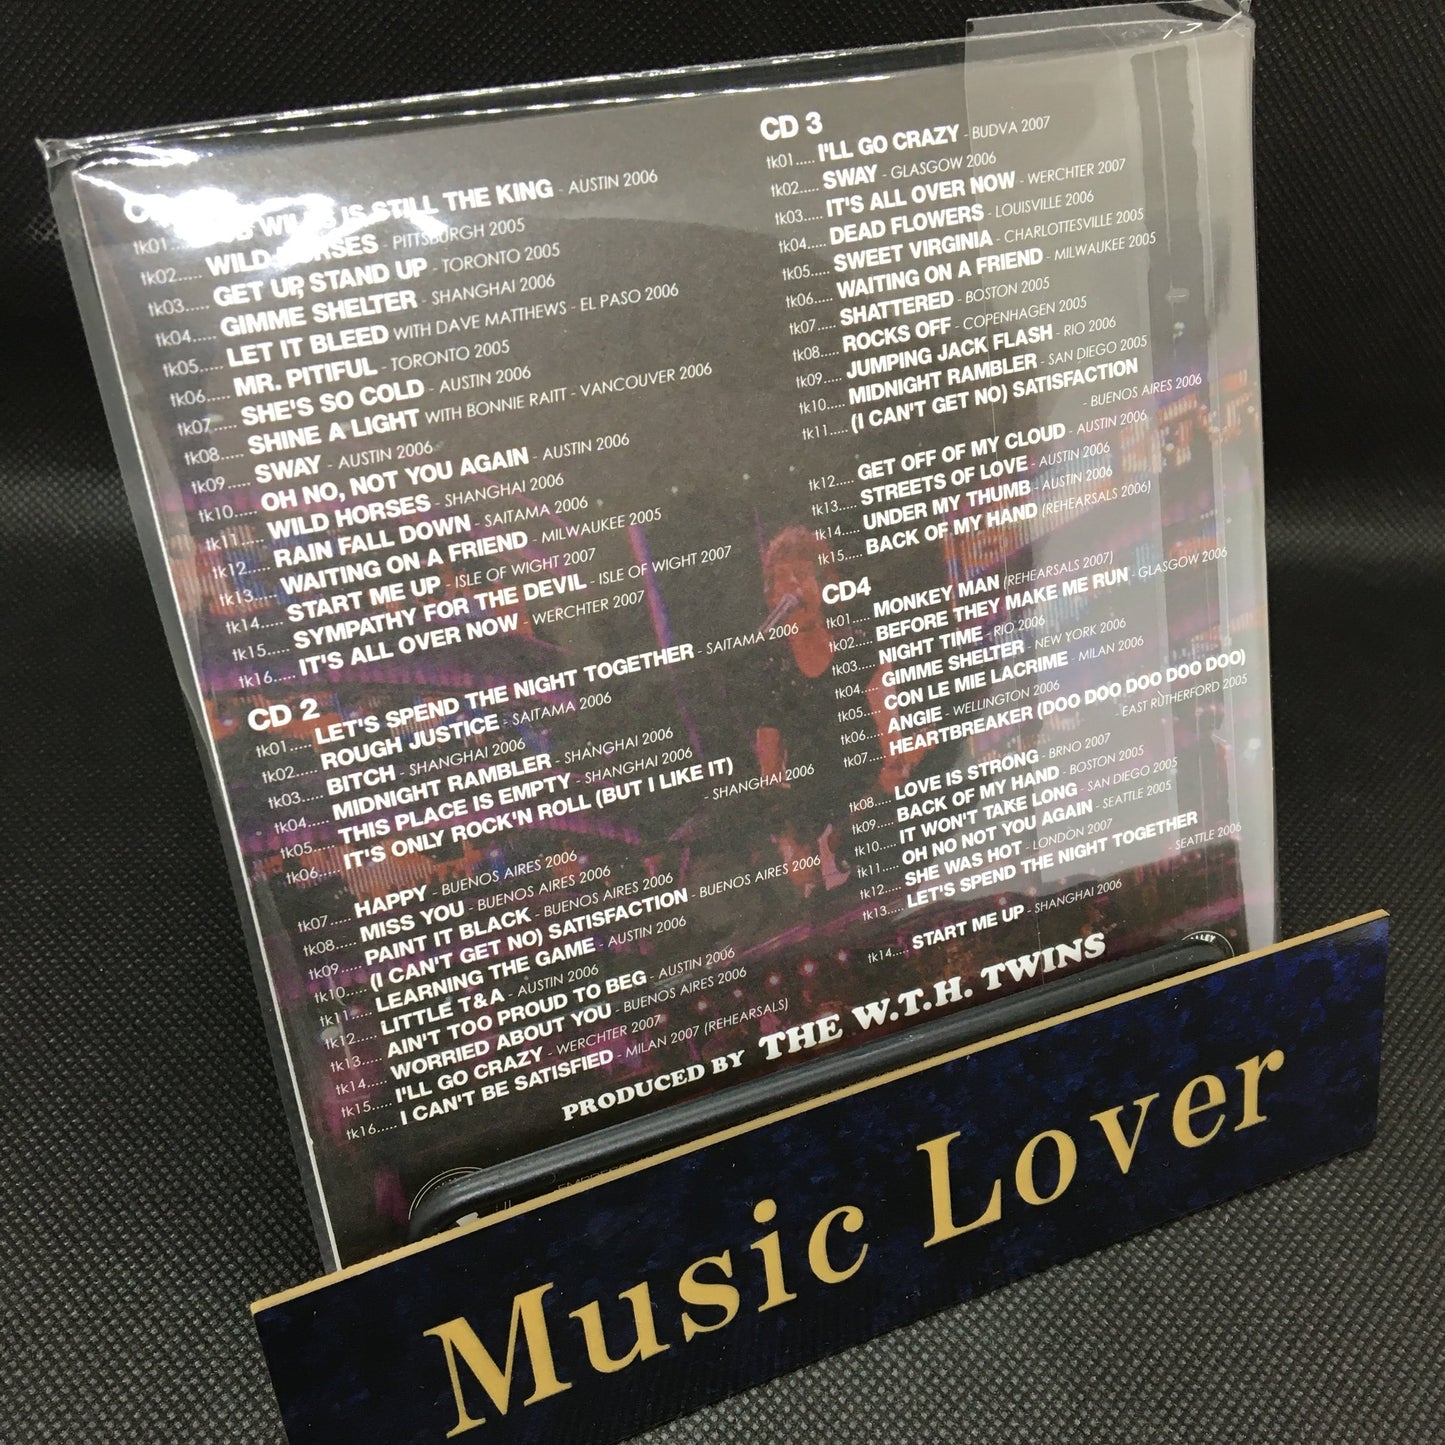 tk01..... IS STILL THE KING - AUSTIN 2006
tk02..... WILD HORSES - PITTSBURGH 2005
tk03..... GET UP, STAND UP - TORONTO 2005
tk04..... GIMME SHELTER - SHANGHAI 2006
tk05..... LET IT BLEED WITH DAVE MATTHEWS - EL PASO 2006
tk06..... MR. PITIFUL - TORONTO 2005
tk07..... SHE'S SO COLD - AUSTIN 2006
tk08..... SHINE A LIGHT WITH BONNIE RAITT - VANCOUVER 2006
tk09..... SWAY - AUSTIN 2006
tk10..... OH NO, NOT YOU AGAIN - AUSTIN 2006
tk11..... WILD HORSES - SHANGHAI 2006
tk12..... RAIN FALL DOWN - SAITAMA 2006
tk13..... WAITING ON A FRIEND - MILWAUKEE 2005
tk14..... START ME UP - ISLE OF WIGHT 2007
tk15..... SYMPATHY FOR THE DEVIL - ISLE OF WIGHT 2007
tk16..... IT'S ALL OVER NOW - WERCHTER 2007
CD 2
tk01..... LET'S SPEND THE NIGHT TOGETHER - SAITAMA 2006
tk02..... ROUGH JUSTICE - SAITAMA 2006
tk03..... BITCH - SHANGHAI 2006
tk04..... MIDNIGHT RAMBLER - SHANGHAI 2006
tk05..... THIS PLACE IS EMPTY - SHANGHAI 2006
tk06..... IT'S ONLY ROCK'N ROLL (BUT I LIKE IT)
- SHANGHAI 2006
tk07..... HAPPY - BUENOS AIRES 2006
tk08..... MISS YOU - BUENOS AIRES 2006
tk09..... PAINT IT BLACK - BUENOS AIRES 2006
tk10..... (I CAN'T GET NO) SATISFACTION - BUENOS AIRES 2006
tk11..... LEARNING THE GAME - AUSTIN 2006
tk12..... LITTLE T&A - AUSTIN 2006
tk13..... AIN'T TOO PROUD TO BEG - AUSTIN 2006
tk14..... WORRIED ABOUT YOU - BUENOS AIRES 2006
tk15..... I'LL GO CRAZY - WERCHTER 2007
tk16..... I CAN'T BE SATISFIED - MILAN 2007 (REHEARSALS)
CD 3
tk01..... I'LL GO CRAZY - BUDVA 2007
tk02..... SWAY - GLASGOW 2006
tk03..... IT'S ALL OVER NOW - WERCHTER 2007
tk04..... DEAD FLOWERS - LOUISVILLE 2006
tk05..... SWEET VIRGINIA - CHARLOTTESVILLE 2005
tk06..... WAITING ON A FRIEND - MILWAUKEE 2005
tk07..... SHATTERED - BOSTON 2005
tk08..... ROCKS OFF - COPENHAGEN 2005
tk09..... JUMPING JACK FLASH - RIO 2006
tk10..... MIDNIGHT RAMBLER - SAN DIEGO 2005
tk11..... (I CAN'T GET NO) SATISFACTION
- BUENOS AIRES 2006
tk12..... GET OFF OF MY CLOUD - AUSTIN 2006
tk13..... STREETS OF LOVE - AUSTIN 2006
tk14..... UNDER MY THUMB - AUSTIN 2006
tk15..... BACK OF MY HAND (REHEARSALS 2006)
CD4
tk01..... MONKEY MAN (REHEARSALS 2007)
tk02..... BEFORE THEY MAKE ME RUN - GLASGOW 2006
tk03..... NIGHT TIME - RIO 2006
tk04..... GIMME SHELTER - NEW YORK 2006
tk05..... CON LE MIE LACRIME - MILAN 2006
tk06..... ANGIE - WELLINGTON 2006
tk07..... HEARTBREAKER (DOO DOO DOO DOO DOO)
- EAST RUTHERFORD 2005
tk08..... LOVE IS STRONG - BRNO 2007
tk09..... BACK OF MY HAND - BOSTON 2005
tk10..... IT WON'T TAKE LONG - SAN DIEGO 2005
tk11..... OH NO NOT YOU AGAIN - SEATTLE 2005
tk12..... SHE WAS HOT - LONDON 2007
tk13..... LET'S SPEND THE NIGHT TOGETHER
- SEATTLE 2006
tk14..... START ME UP - SHANGHAI 2006
PRODUCED BY THE W.T.H. TWINS
Music Lover